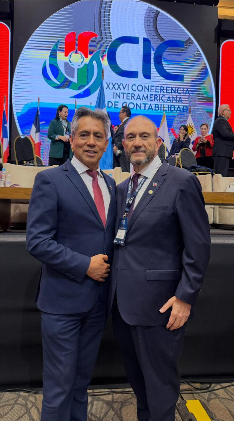 CIC
XXXVI CONFERENCIA
INTERAMERICANA
DE CONTABILIDAD